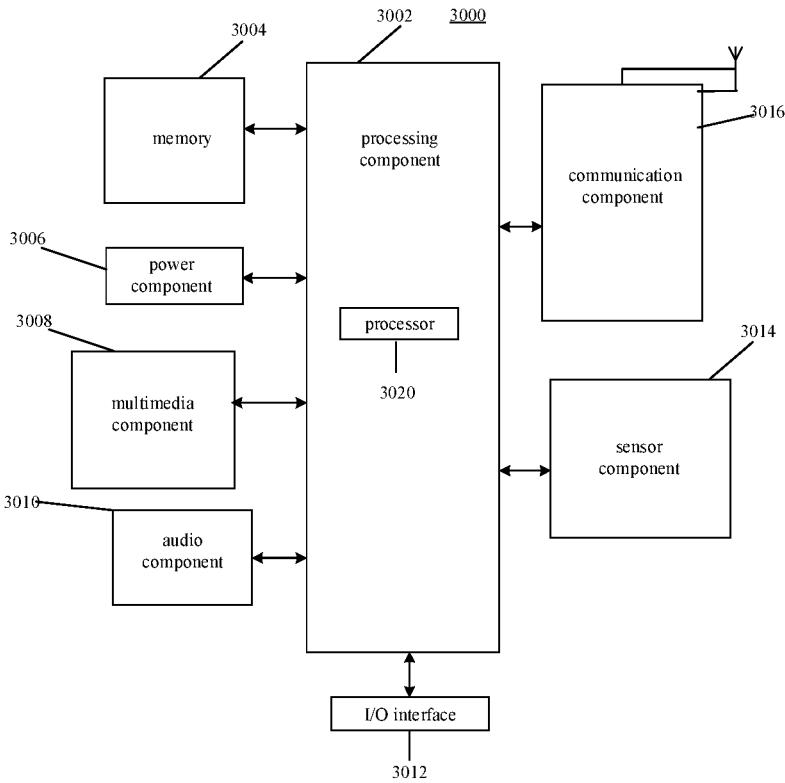 3004
3002
3000
memory
processing
component
3016
communication
component
3006
power
component
3008
processor
3020
3014
multimedia
component
sensor
component
3010
audio
component
I/O interface
3012